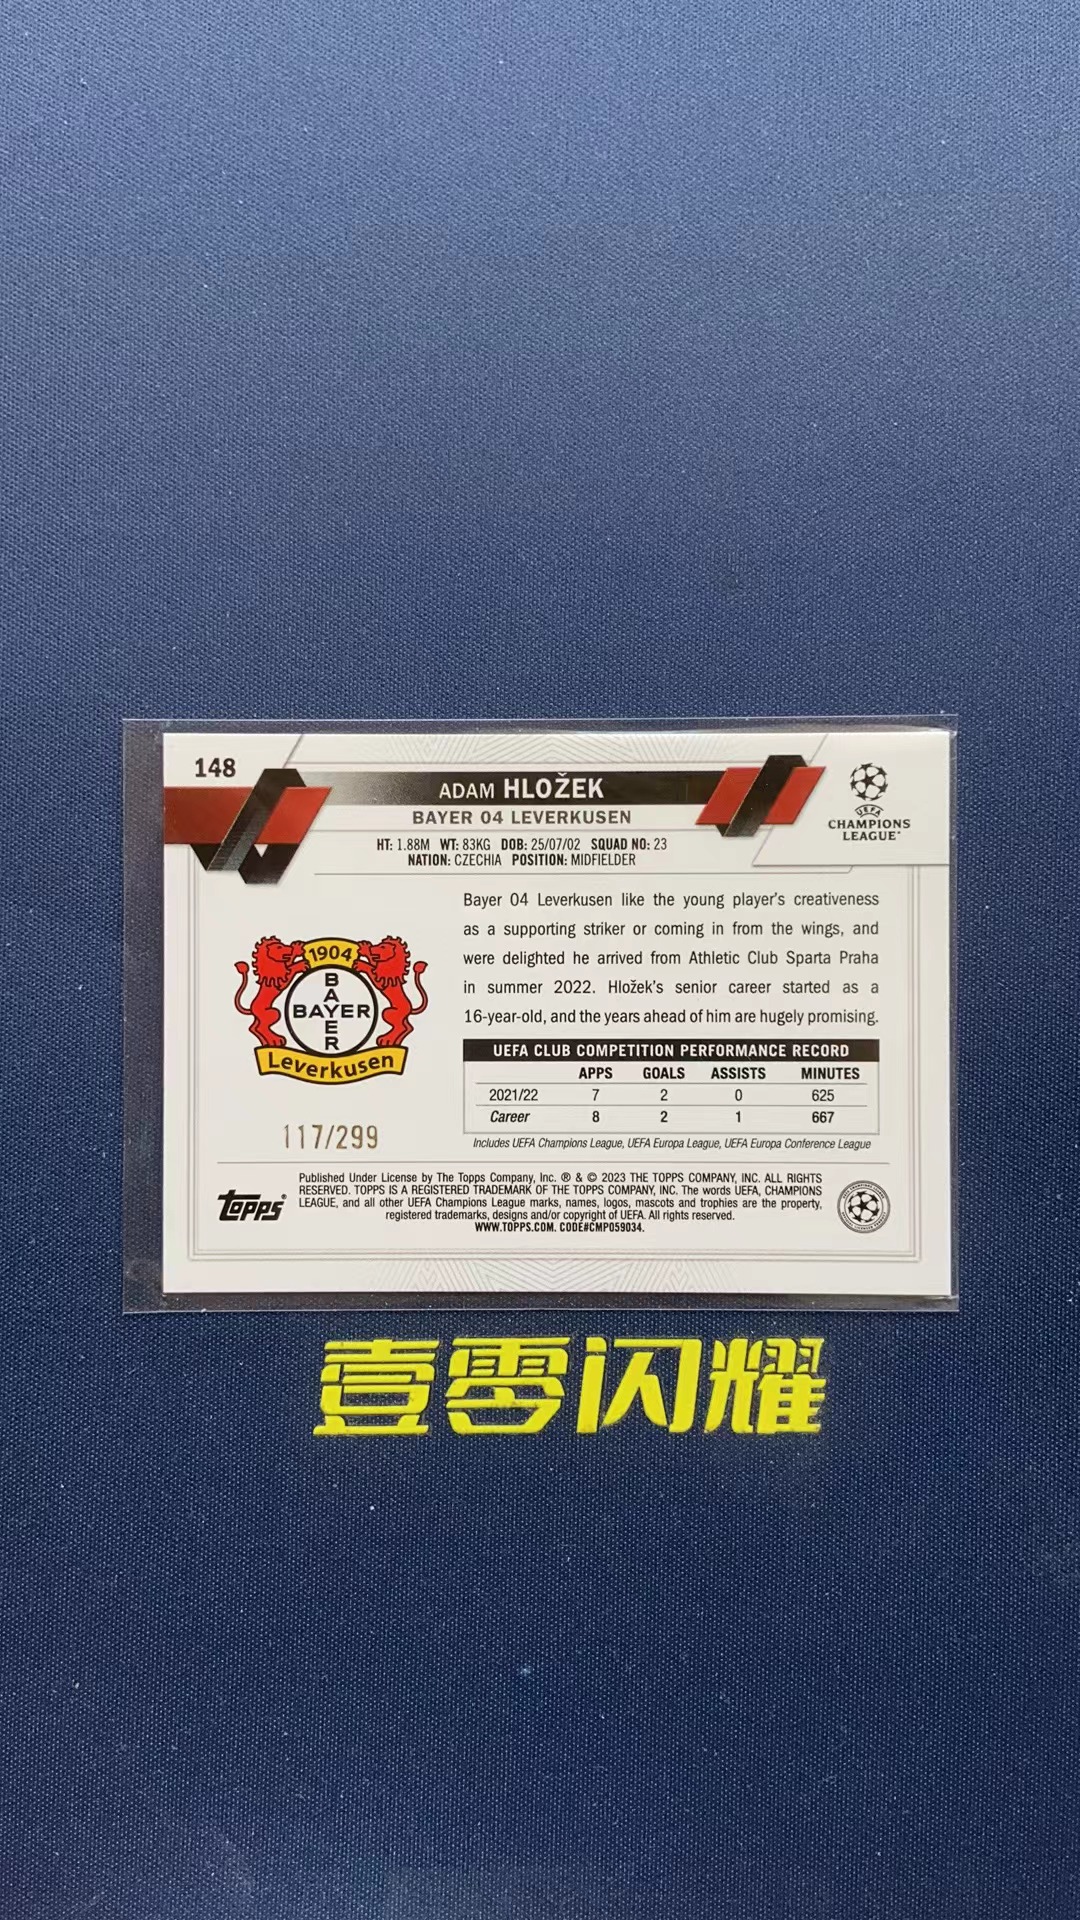 148
ADAM HLOŽEK
BAYER 04 LEVERKUSEN
UEFA
CHAMPIONS
LEAGUE
HT: 1.88M WT: 83KG DOB: 25/07/02 SQUAD NO: 23
NATION: CZECHIA POSITION: MIDFIELDER
Bayer 04 Leverkusen like the young player's creativeness
as a supporting striker or coming in from the wings, and
were delighted he arrived from Athletic Club Sparta Praha
in summer 2022. Hložek's senior career started as a
16-year-old, and the years ahead of him are hugely promising.
1904
BAYER
BAYER
Leverkusen
117/299
UEFA CLUB COMPETITION PERFORMANCE RECORD
APPS GOALS ASSISTS MINUTES
2021/22 7 2 0 625
Career 8 2 1 667
Includes UEFA Champions League, UEFA Europa League, UEFA Europa Conference League
topps®
Published Under License by The Topps Company, Inc. ® & © 2023 THE TOPPS COMPANY, INC. ALL RIGHTS
RESERVED. TOPPS IS A REGISTERED TRADEMARK OF THE TOPPS COMPANY, INC. The words UEFA, CHAMPIONS
LEAGUE, and all other UEFA Champions League marks, names, logos, mascots and trophies are the property,
registered trademarks, designs and/or copyright of UEFA. All rights reserved.
WWW.TOPPS.COM. CODE#CMP059034.
壹零闪耀